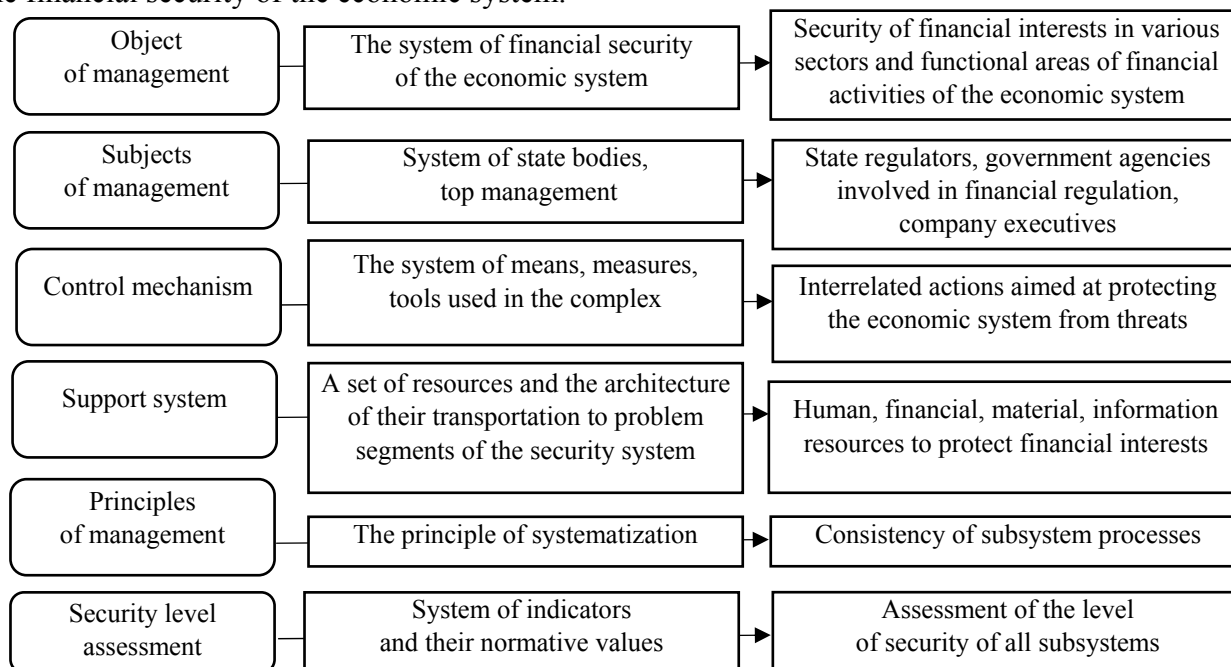 financial security of the economic system.
Object
of management
The system of financial security
of the economic system
Security of financial interests in various
sectors and functional areas of financial
activities of the economic system
Subjects
of management
System of state bodies,
top management
State regulators, government agencies
involved in financial regulation,
company executives
Control mechanism
The system of means, measures,
tools used in the complex
Interrelated actions aimed at protecting
the economic system from threats
Support system
A set of resources and the architecture
of their transportation to problem
segments of the security system
Human, financial, material, information
resources to protect financial interests
Principles
of management
The principle of systematization
Consistency of subsystem processes
Security level
assessment
System of indicators
and their normative values
Assessment of the level
of security of all subsystems